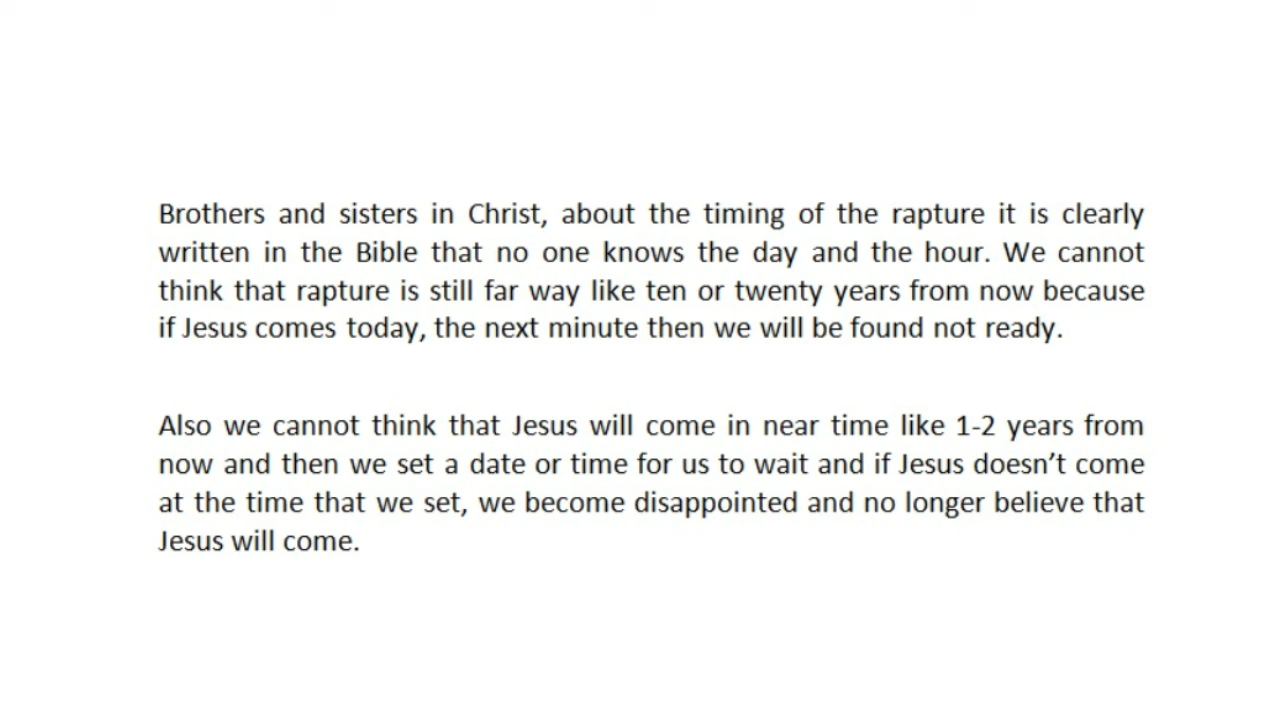 Brothers and sisters in Christ, about the timing of the rapture it is clearly
written in the Bible that no one knows the day and the hour. We cannot
think that rapture is still far way like ten or twenty years from now because
if Jesus comes today, the next minute then we will be found not ready.
Also we cannot think that Jesus will come in near time like 1-2 years from
now and then we set a date or time for us to wait and if Jesus doesn’t come
at the time that we set, we become disappointed and no longer believe that
Jesus will come.